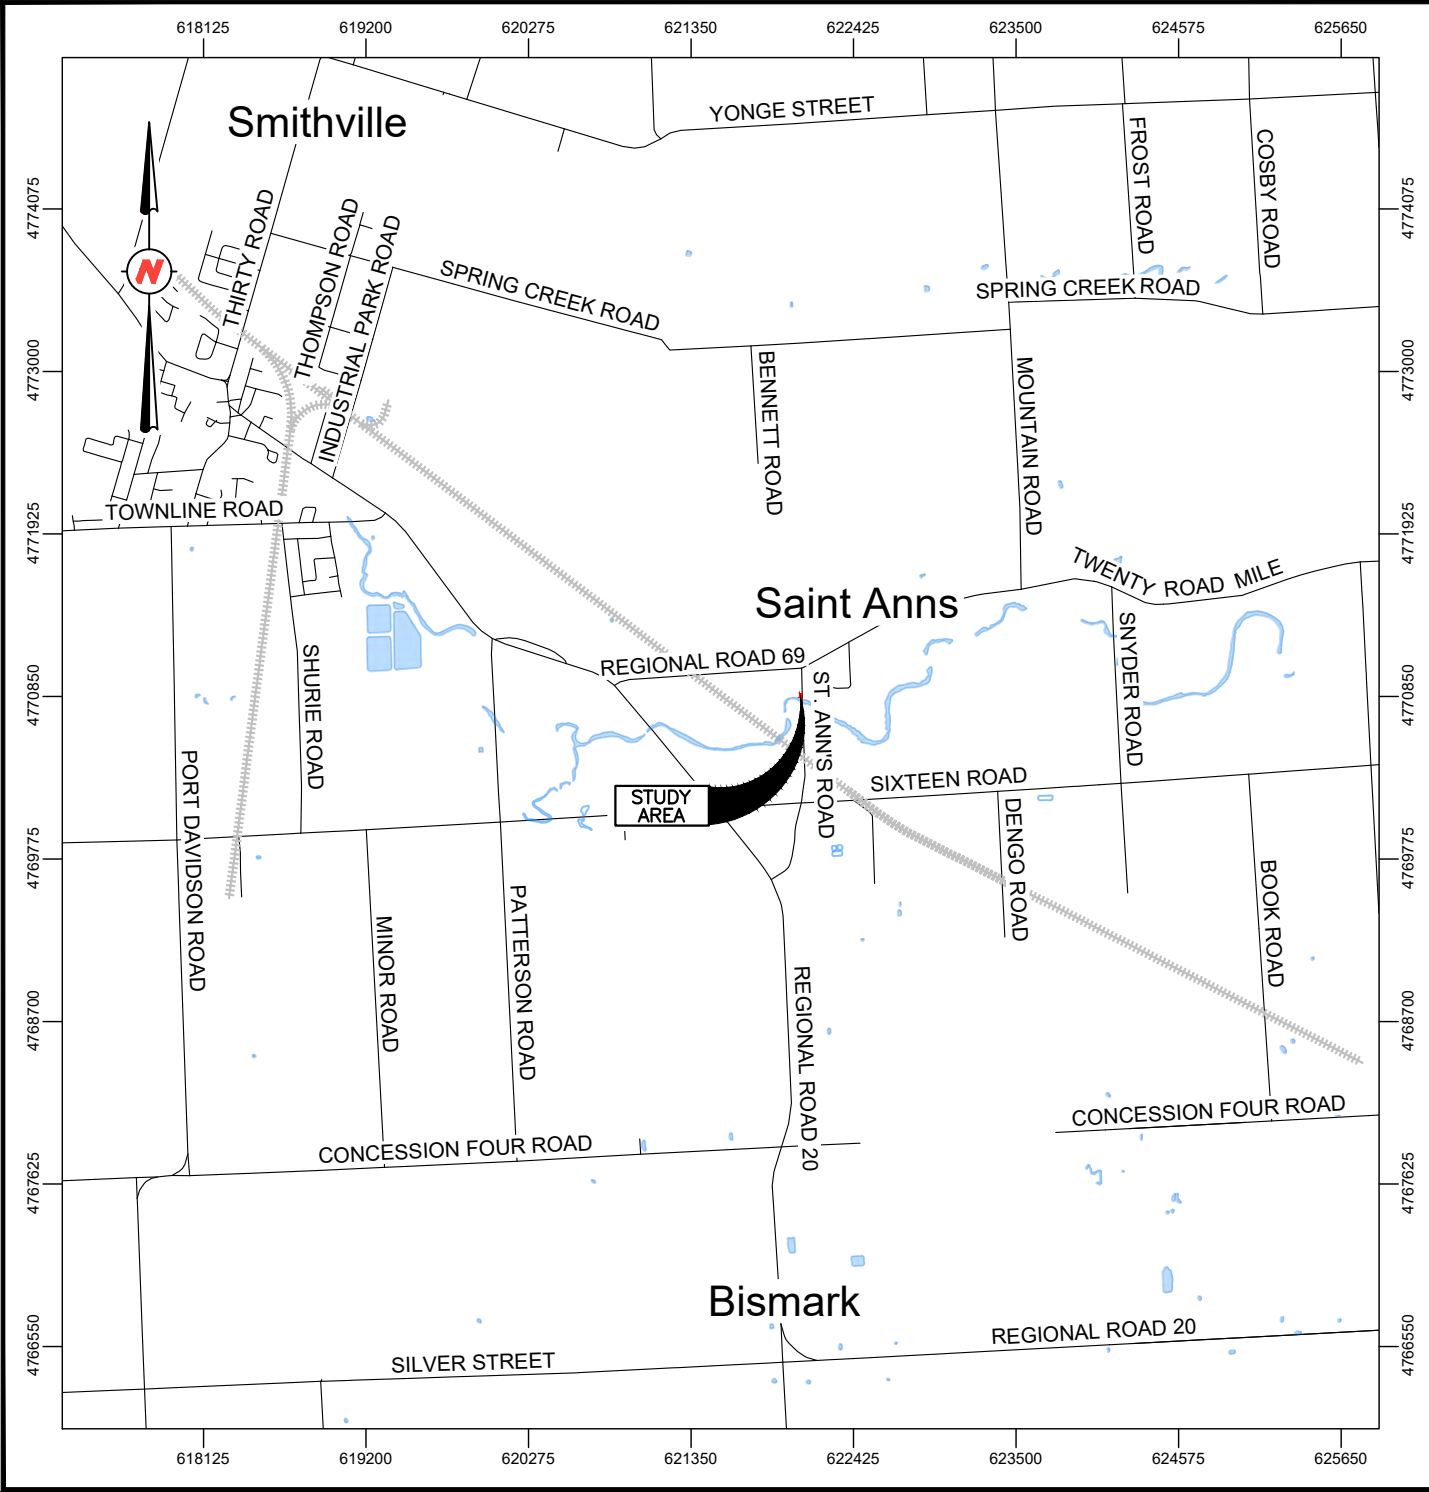 618125 619200 620275 621350 622425 623500 624575 625650
Smithville
YONGE STREET
FROST ROAD
COSBY ROAD
4774075
4774075
N
THIRTY ROAD
THOMPSON ROAD
INDUSTRIAL PARK ROAD
SPRING CREEK ROAD
SPRING CREEK ROAD
4773000
4773000
BENNETT ROAD
MOUNTAIN ROAD
TOWNLINE ROAD
4771925
4771925
TWENTY ROAD MILE
Saint Anns
SHURIE ROAD
REGIONAL ROAD 69
ST. ANN'S ROAD
SNYDER ROAD
4770850
4770850
PORT DAVIDSON ROAD
STUDY
AREA
SIXTEEN ROAD
DENGO ROAD
4769775
4769775
MINOR ROAD
PATTERSON ROAD
BOOK ROAD
REGIONAL ROAD 20
4768700
4768700
CONCESSION FOUR ROAD
CONCESSION FOUR ROAD
4767625
4767625
Bismark
4766550
4766550
SILVER STREET
REGIONAL ROAD 20
618125 619200 620275 621350 622425 623500 624575 625650